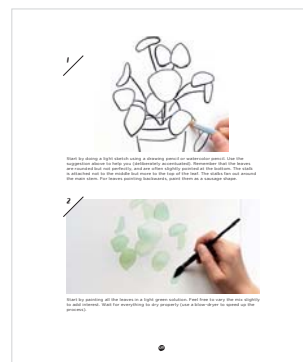 1
Start by doing a light sketch using a drawing pencil or watercolor pencil. Use the
suggestion above to help you (deliberately accentuated). Remember that the leaves
are rounded but not perfectly, and are often slightly pointed at the bottom. The stalk
is attached not to the middle but more to the top of the leaf. The stalks fan out around
the main stem. For leaves pointing backwards, paint them as a sausage shape.
2
Start by painting all the leaves in a light green solution. Feel free to vary the mix slightly
to add interest. Wait for everything to dry properly (use a blow-dryer to speed up the
process).